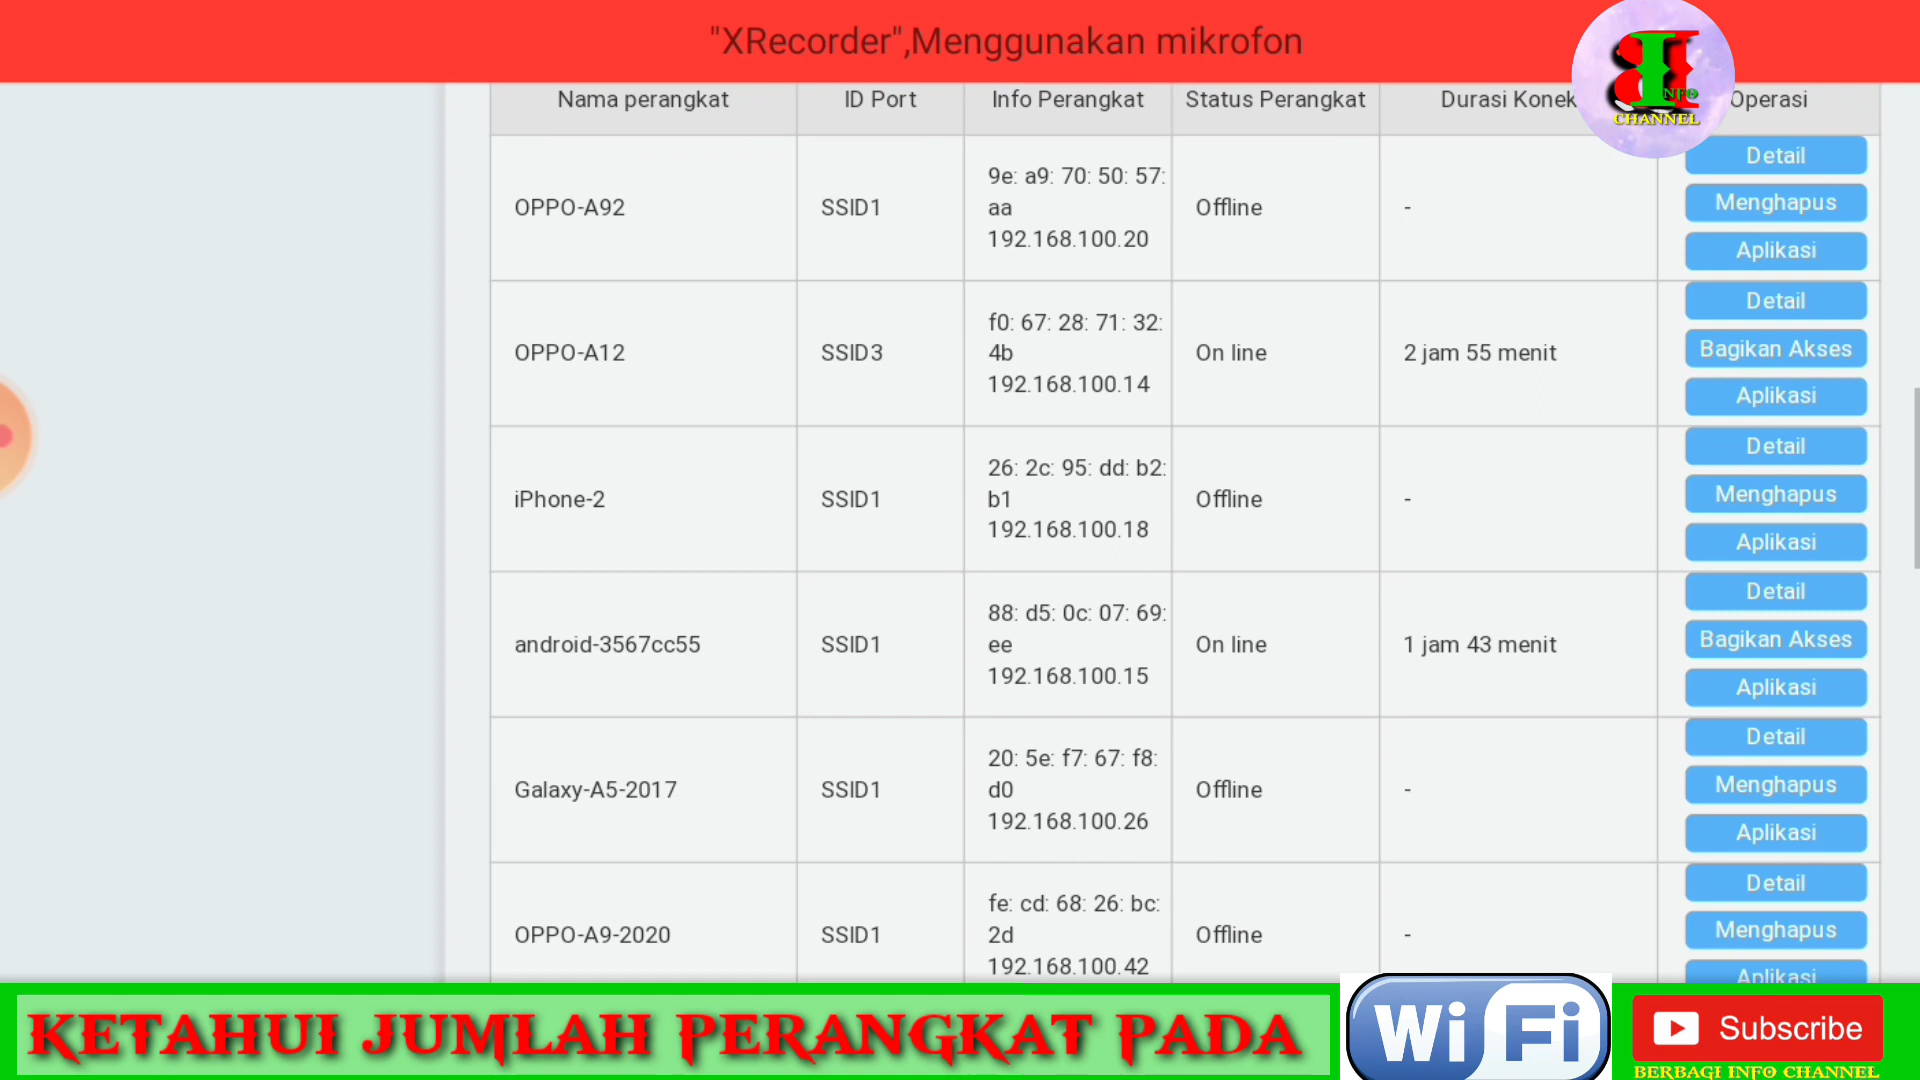 "XRecorder",Menggunakan mikrofon
INFO
CHANNEL
Nama perangkat ID Port Info Perangkat Status Perangkat Durasi Konek Operasi
OPPO-A92 SSID1 9e: a9: 70: 50: 57:
aa
192.168.100.20 Offline -
Detail
Menghapus
Aplikasi
OPPO-A12 SSID3 f0: 67: 28: 71: 32:
4b
192.168.100.14 On line 2 jam 55 menit
Detail
Bagikan Akses
Aplikasi
iPhone-2 SSID1 26: 2c: 95: dd: b2:
b1
192.168.100.18 Offline -
Detail
Menghapus
Aplikasi
android-3567cc55 SSID1 88: d5: 0c: 07: 69:
ee
192.168.100.15 On line 1 jam 43 menit
Detail
Bagikan Akses
Aplikasi
Galaxy-A5-2017 SSID1 20: 5e: f7: 67: f8:
d0
192.168.100.26 Offline -
Detail
Menghapus
Aplikasi
OPPO-A9-2020 SSID1 fe: cd: 68: 26: bc:
2d
192.168.100.42 Offline -
Detail
Menghapus
Aplikasi
KETAHUI JUMLAH PERANGKAT PADA
WiFi
Subscribe
BERBAGI INFO CHANNEL